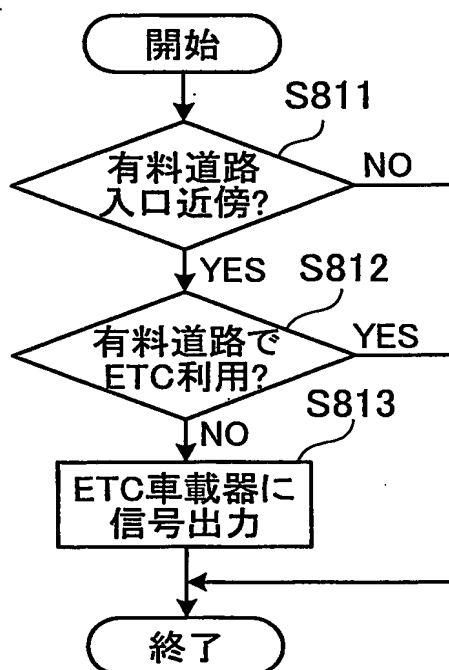 開始
S811
有料道路
入口近傍?
NO
YES
S812
有料道路で
ETC利用?
YES
NO
S813
ETC車載器に
信号出力
終了